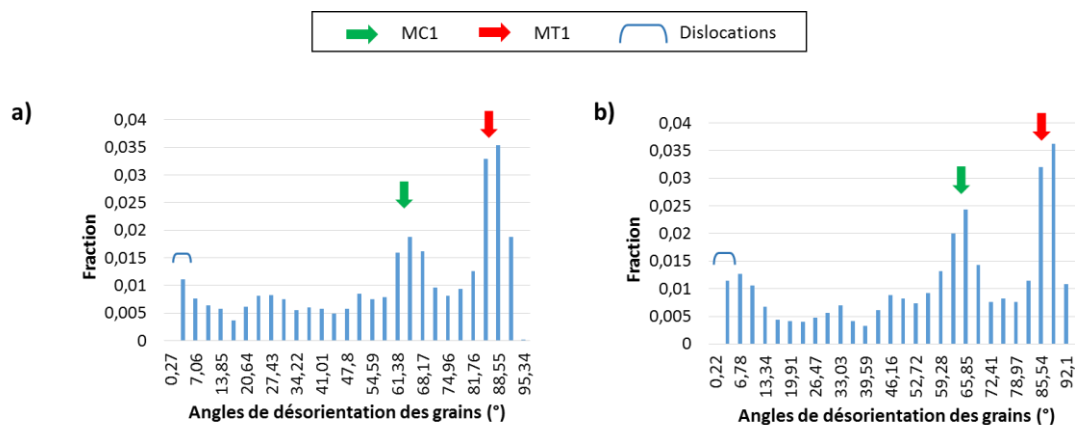 MC1 MT1 Dislocations
a)
0,04
0,035
0,03
0,025
0,02
0,015
0,01
0,005
0
Fraction
0,27 7,06 13,85 20,64 27,43 34,22 41,01 47,8 54,59 61,38 68,17 74,96 81,76 88,55 95,34
Angles de désorientation des grains (°)
b)
0,04
0,035
0,03
0,025
0,02
0,015
0,01
0,005
0
Fraction
0,22 6,78 13,34 19,91 26,47 33,03 39,59 46,16 52,72 59,28 65,85 72,41 78,97 85,54 92,1
Angles de désorientation des grains (°)